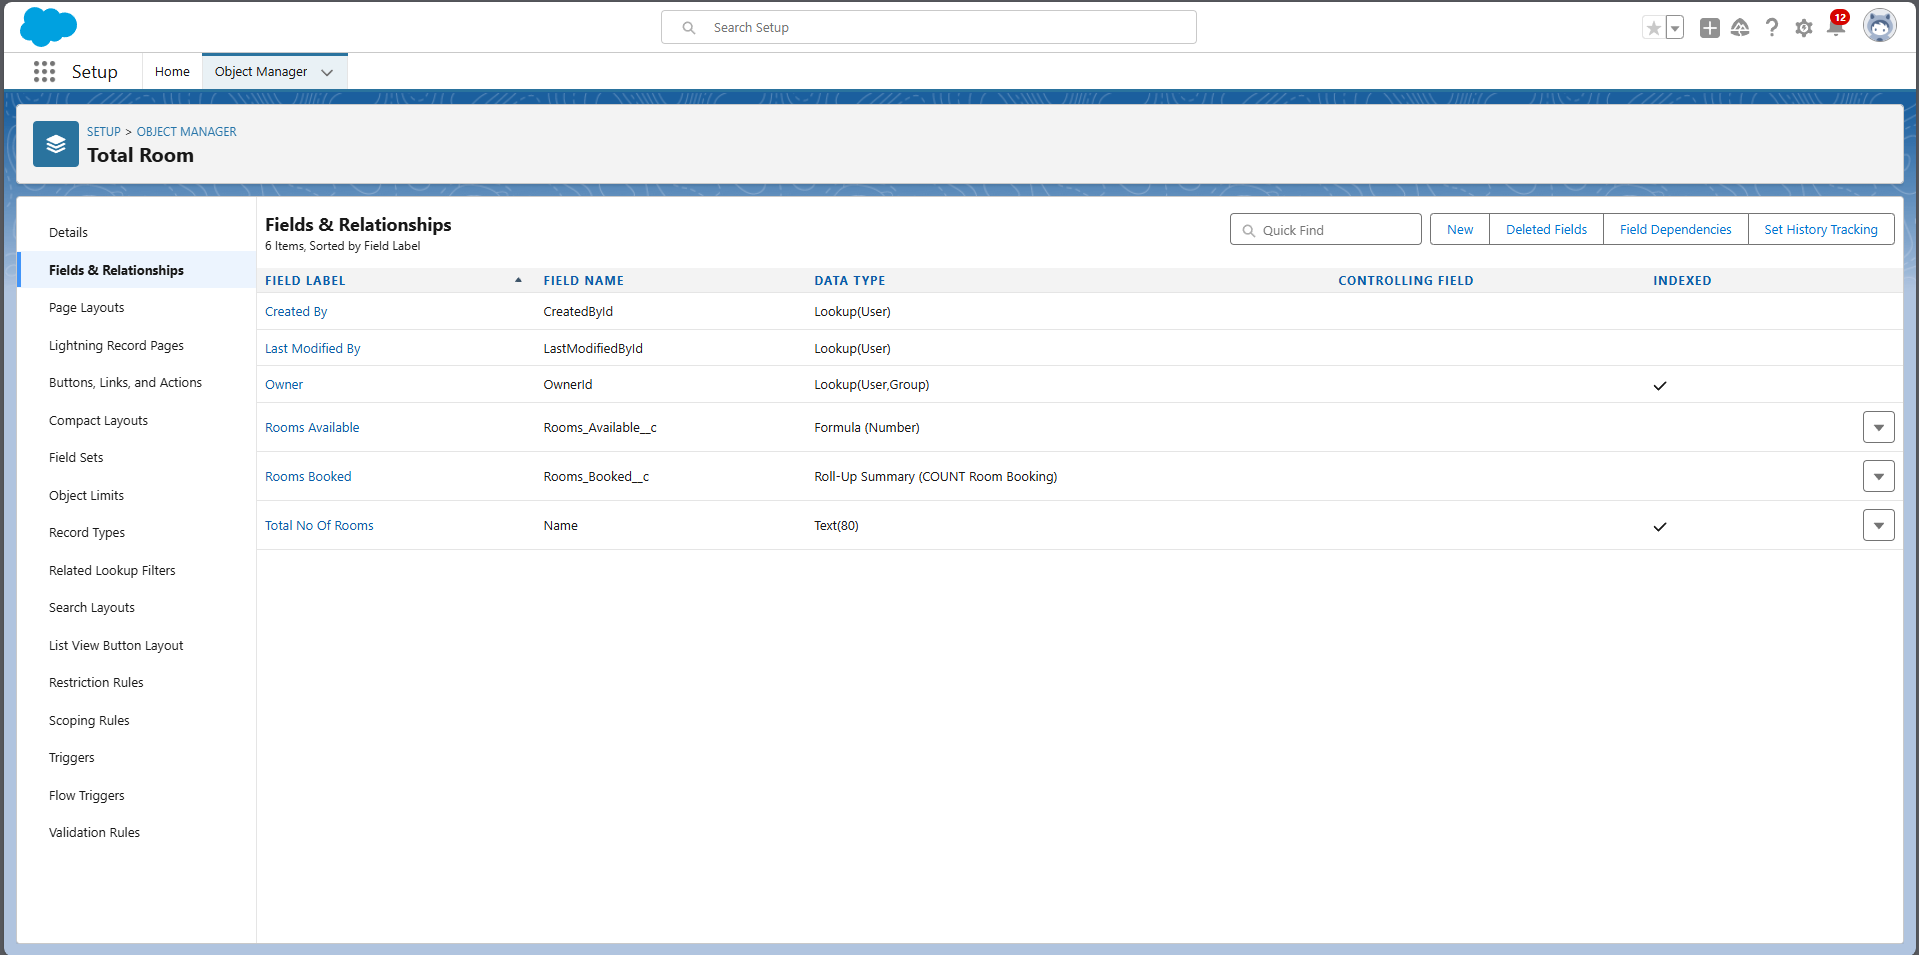 Search Setup
12
Setup
Home
Object Manager
SETUP > OBJECT MANAGER
Total Room
Details
Fields & Relationships
Page Layouts
Lightning Record Pages
Buttons, Links, and Actions
Compact Layouts
Field Sets
Object Limits
Record Types
Related Lookup Filters
Search Layouts
List View Button Layout
Restriction Rules
Scoping Rules
Triggers
Flow Triggers
Validation Rules
Fields & Relationships
6 Items, Sorted by Field Label
Quick Find
New
Deleted Fields
Field Dependencies
Set History Tracking
FIELD LABEL FIELD NAME DATA TYPE CONTROLLING FIELD INDEXED
Created By CreatedById Lookup(User)
Last Modified By LastModifiedById Lookup(User)
Owner OwnerId Lookup(User,Group)
Rooms Available Rooms_Available__c Formula (Number)
Rooms Booked Rooms_Booked__c Roll-Up Summary (COUNT Room Booking)
Total No Of Rooms Name Text(80)